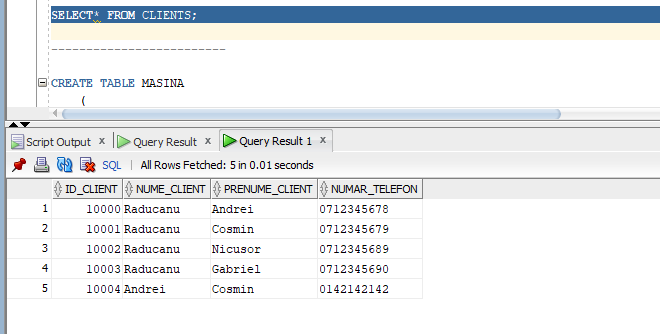 SELECT* FROM CLIENTS;
--------------------------
CREATE TABLE MASINA
(
Script Output x Query Result x Query Result 1 x
SQL | All Rows Fetched: 5 in 0.01 seconds
ID_CLIENT NUME_CLIENT PRENUME_CLIENT NUMAR_TELEFON
1 10000 Raducanu Andrei 0712345678
2 10001 Raducanu Cosmin 0712345679
3 10002 Raducanu Nicusor 0712345689
4 10003 Raducanu Gabriel 0712345690
5 10004 Andrei Cosmin 0142142142